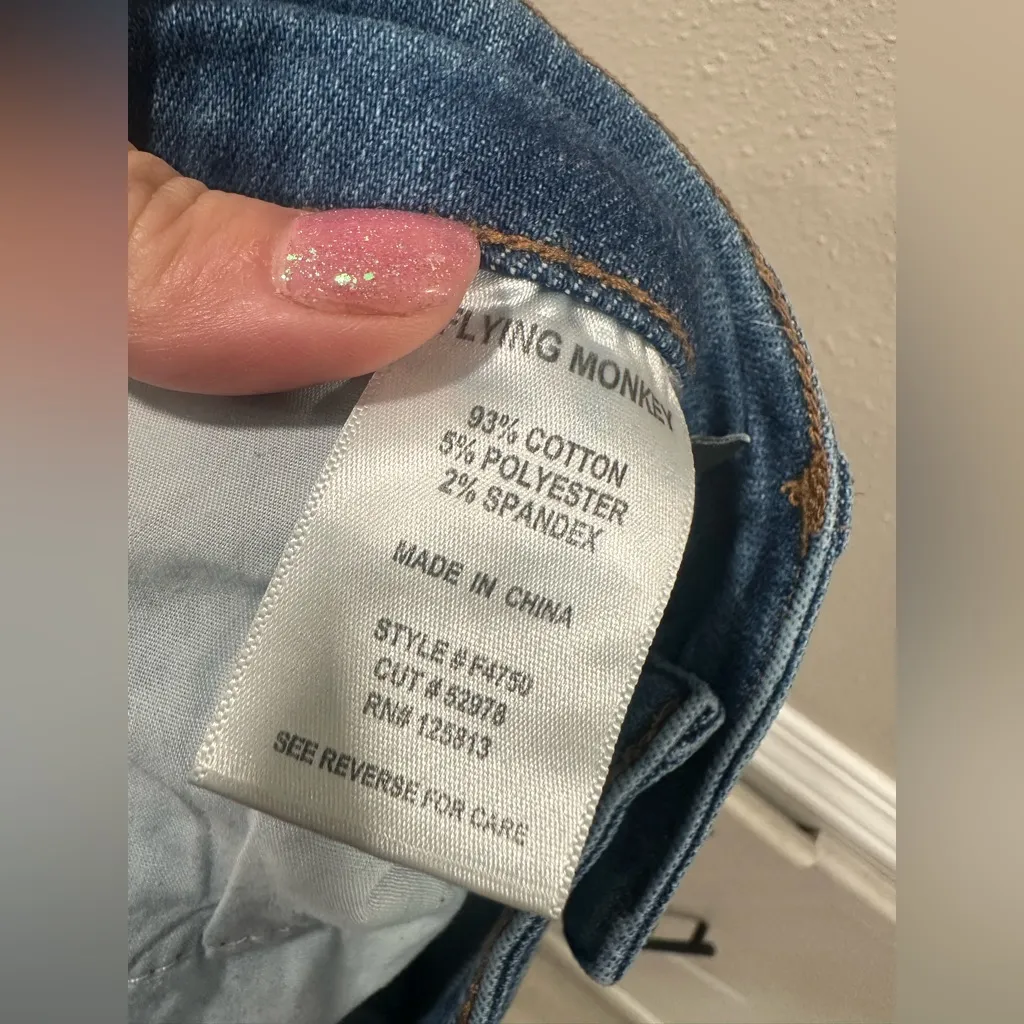 FLYING MONKEY
93% COTTON
5% POLYESTER
2% SPANDEX
MADE IN CHINA
STYLE # F4750
CUT # 52978
RN# 125813
SEE REVERSE FOR CARE